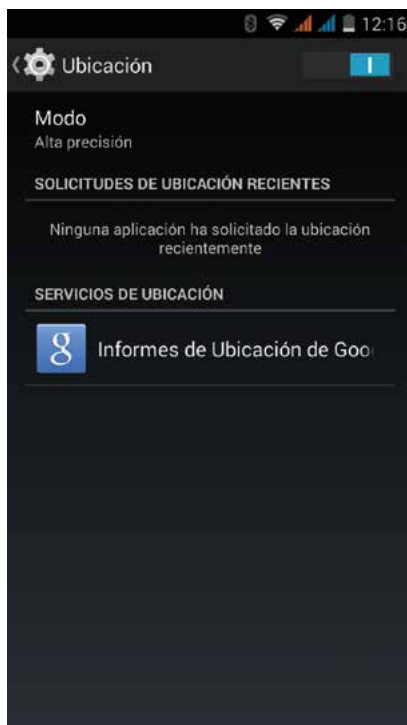 12:16
Ubicación
Modo
Alta precisión
SOLICITUDES DE UBICACIÓN RECIENTES
Ninguna aplicación ha solicitado la ubicación
recientemente
SERVICIOS DE UBICACIÓN
g Informes de Ubicación de Goo